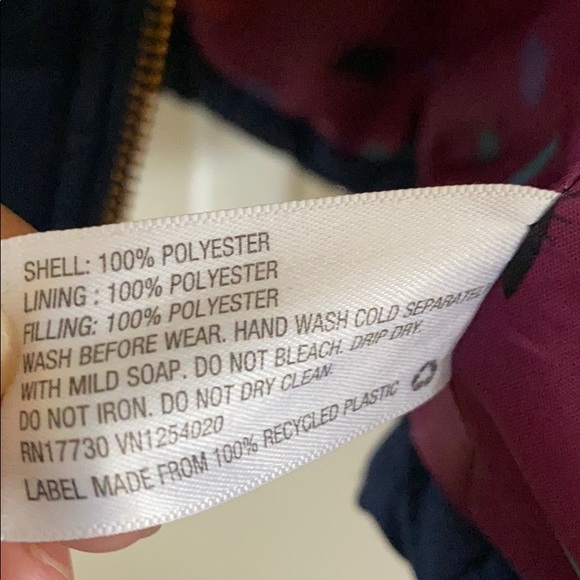 SHELL: 100% POLYESTER
LINING : 100% POLYESTER
FILLING: 100% POLYESTER
WASH BEFORE WEAR. HAND WASH COLD SEPARATEL
WITH MILD SOAP. DO NOT BLEACH. DRIP DRY.
DO NOT IRON. DO NOT DRY CLEAN.
RN17730 VN1254020
LABEL MADE FROM 100% RECYCLED PLASTIC